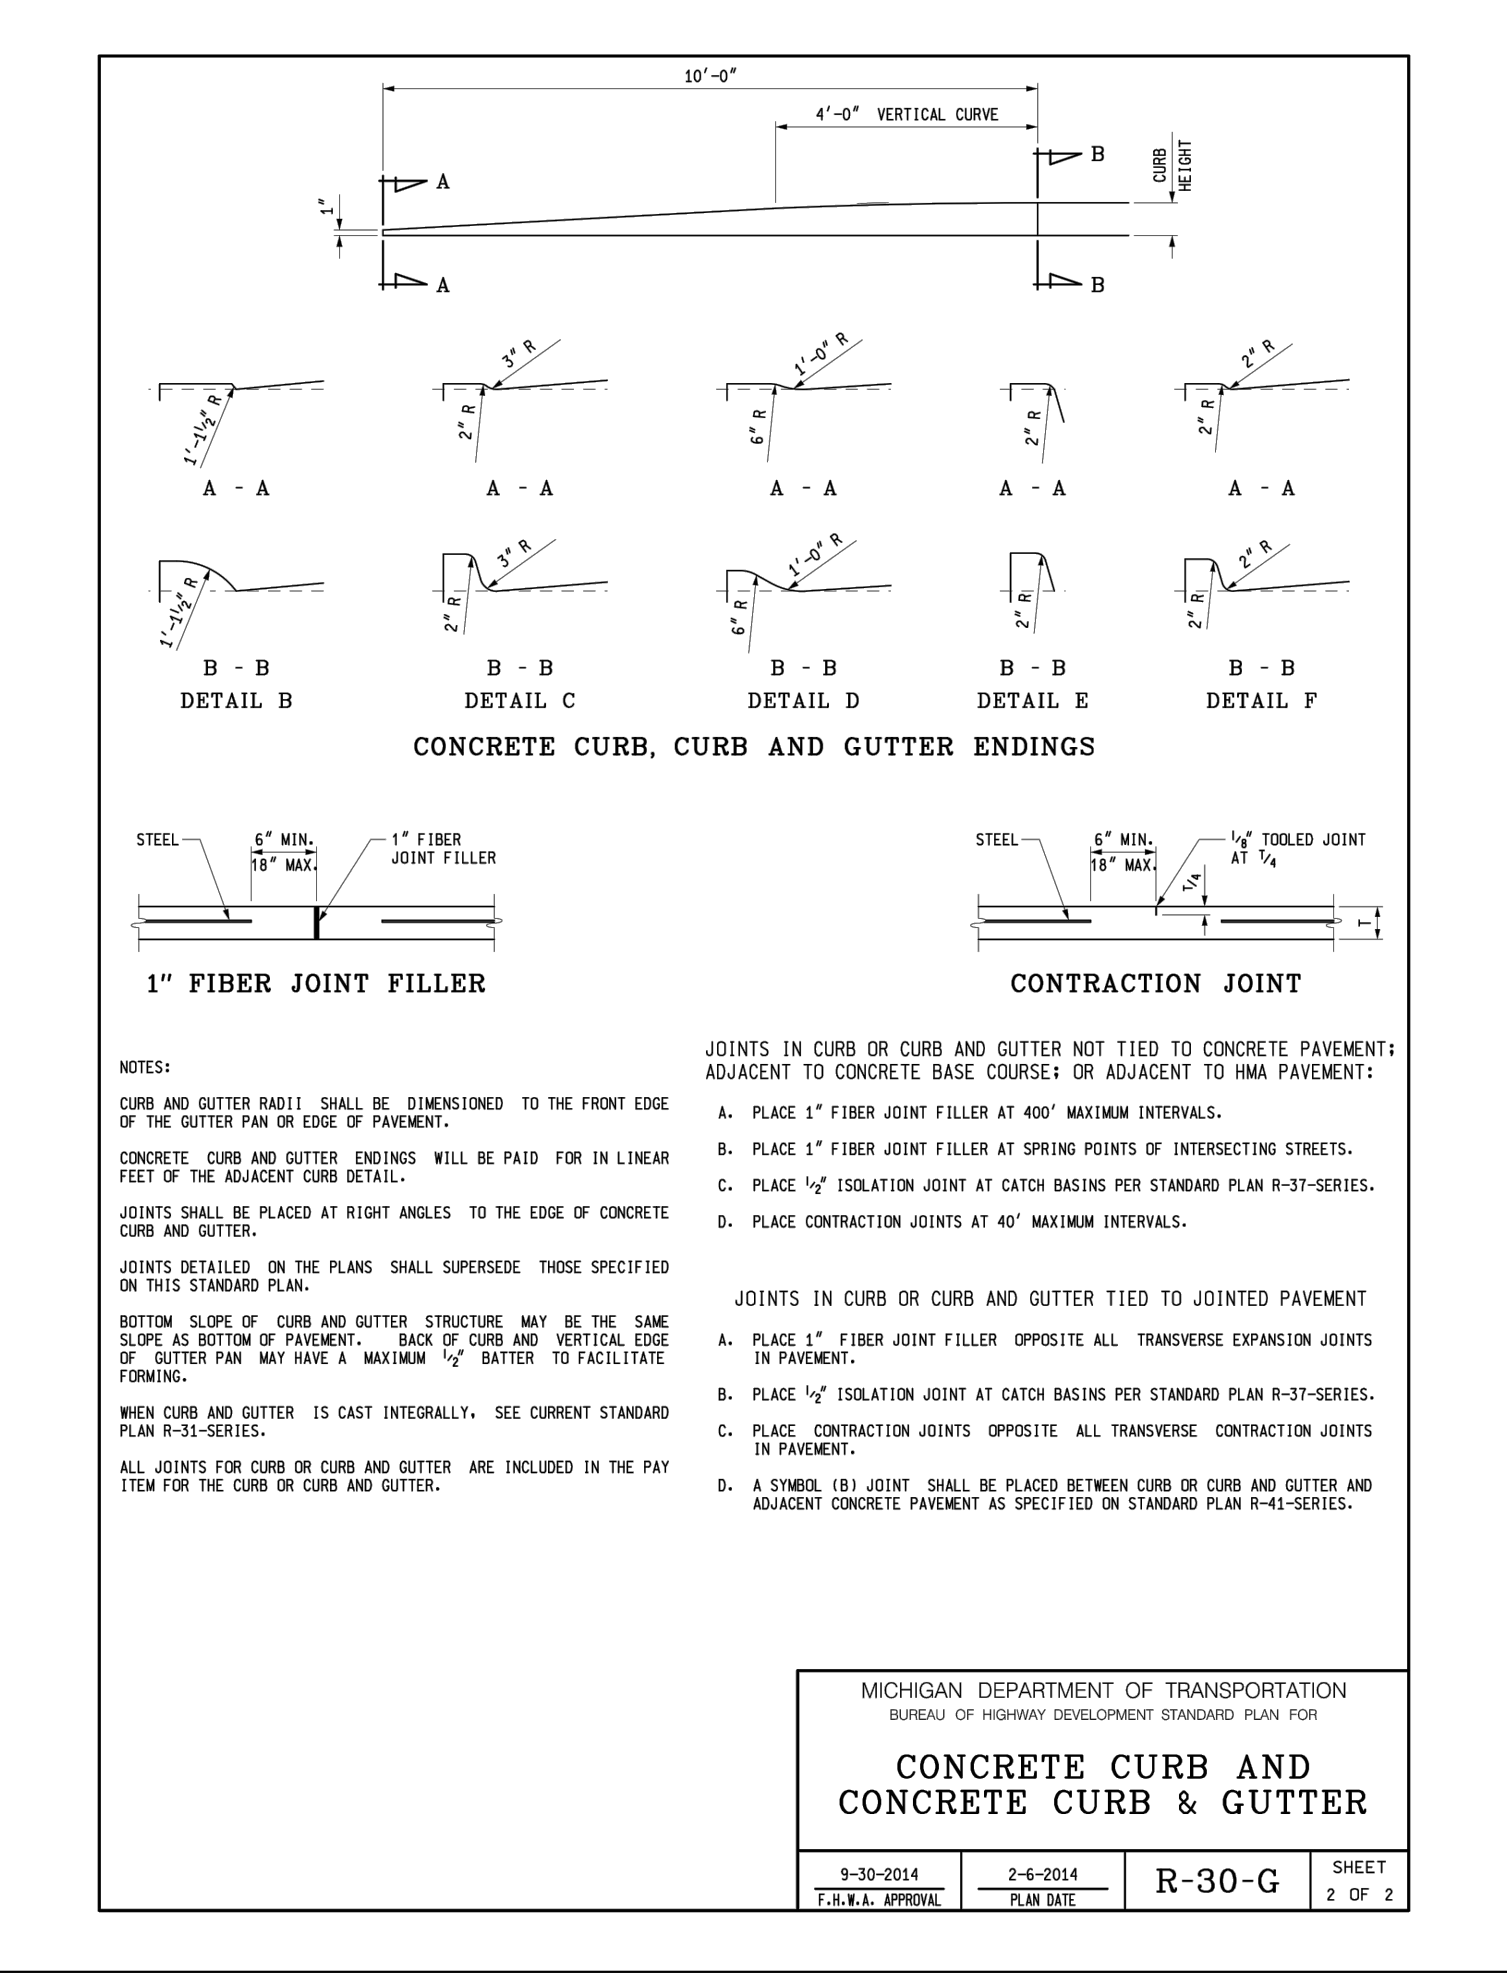 10'-0"
4'-0" VERTICAL CURVE
B
CURB
HEIGHT
A
1"
A
B
3" R
1'-0" R
2" R
1'-1½" R
2" R
6" R
2" R
2" R
A - A
A - A
A - A
A - A
A - A
3" R
1'-0" R
2" R
1'-1½" R
2" R
6" R
2" R
2" R
B - B
B - B
B - B
B - B
B - B
DETAIL B
DETAIL C
DETAIL D
DETAIL E
DETAIL F
CONCRETE CURB, CURB AND GUTTER ENDINGS
STEEL
6" MIN.
18" MAX.
1" FIBER
JOINT FILLER
1" FIBER JOINT FILLER
STEEL
6" MIN.
18" MAX.
T/4
⅛" TOOLED JOINT
AT T/4
T
CONTRACTION JOINT
NOTES:
CURB AND GUTTER RADII SHALL BE DIMENSIONED TO THE FRONT EDGE
OF THE GUTTER PAN OR EDGE OF PAVEMENT.
CONCRETE CURB AND GUTTER ENDINGS WILL BE PAID FOR IN LINEAR
FEET OF THE ADJACENT CURB DETAIL.
JOINTS SHALL BE PLACED AT RIGHT ANGLES TO THE EDGE OF CONCRETE
CURB AND GUTTER.
JOINTS DETAILED ON THE PLANS SHALL SUPERSEDE THOSE SPECIFIED
ON THIS STANDARD PLAN.
BOTTOM SLOPE OF CURB AND GUTTER STRUCTURE MAY BE THE SAME
SLOPE AS BOTTOM OF PAVEMENT. BACK OF CURB AND VERTICAL EDGE
OF GUTTER PAN MAY HAVE A MAXIMUM ½" BATTER TO FACILITATE
FORMING.
WHEN CURB AND GUTTER IS CAST INTEGRALLY, SEE CURRENT STANDARD
PLAN R-31-SERIES.
ALL JOINTS FOR CURB OR CURB AND GUTTER ARE INCLUDED IN THE PAY
ITEM FOR THE CURB OR CURB AND GUTTER.
JOINTS IN CURB OR CURB AND GUTTER NOT TIED TO CONCRETE PAVEMENT;
ADJACENT TO CONCRETE BASE COURSE; OR ADJACENT TO HMA PAVEMENT:
A. PLACE 1" FIBER JOINT FILLER AT 400' MAXIMUM INTERVALS.
B. PLACE 1" FIBER JOINT FILLER AT SPRING POINTS OF INTERSECTING STREETS.
C. PLACE ½" ISOLATION JOINT AT CATCH BASINS PER STANDARD PLAN R-37-SERIES.
D. PLACE CONTRACTION JOINTS AT 40' MAXIMUM INTERVALS.
JOINTS IN CURB OR CURB AND GUTTER TIED TO JOINTED PAVEMENT
A. PLACE 1" FIBER JOINT FILLER OPPOSITE ALL TRANSVERSE EXPANSION JOINTS
IN PAVEMENT.
B. PLACE ½" ISOLATION JOINT AT CATCH BASINS PER STANDARD PLAN R-37-SERIES.
C. PLACE CONTRACTION JOINTS OPPOSITE ALL TRANSVERSE CONTRACTION JOINTS
IN PAVEMENT.
D. A SYMBOL (B) JOINT SHALL BE PLACED BETWEEN CURB OR CURB AND GUTTER AND
ADJACENT CONCRETE PAVEMENT AS SPECIFIED ON STANDARD PLAN R-41-SERIES.
MICHIGAN DEPARTMENT OF TRANSPORTATION
BUREAU OF HIGHWAY DEVELOPMENT STANDARD PLAN FOR
CONCRETE CURB AND
CONCRETE CURB & GUTTER
9-30-2014
F.H.W.A. APPROVAL
2-6-2014
PLAN DATE
R-30-G
SHEET
2 OF 2